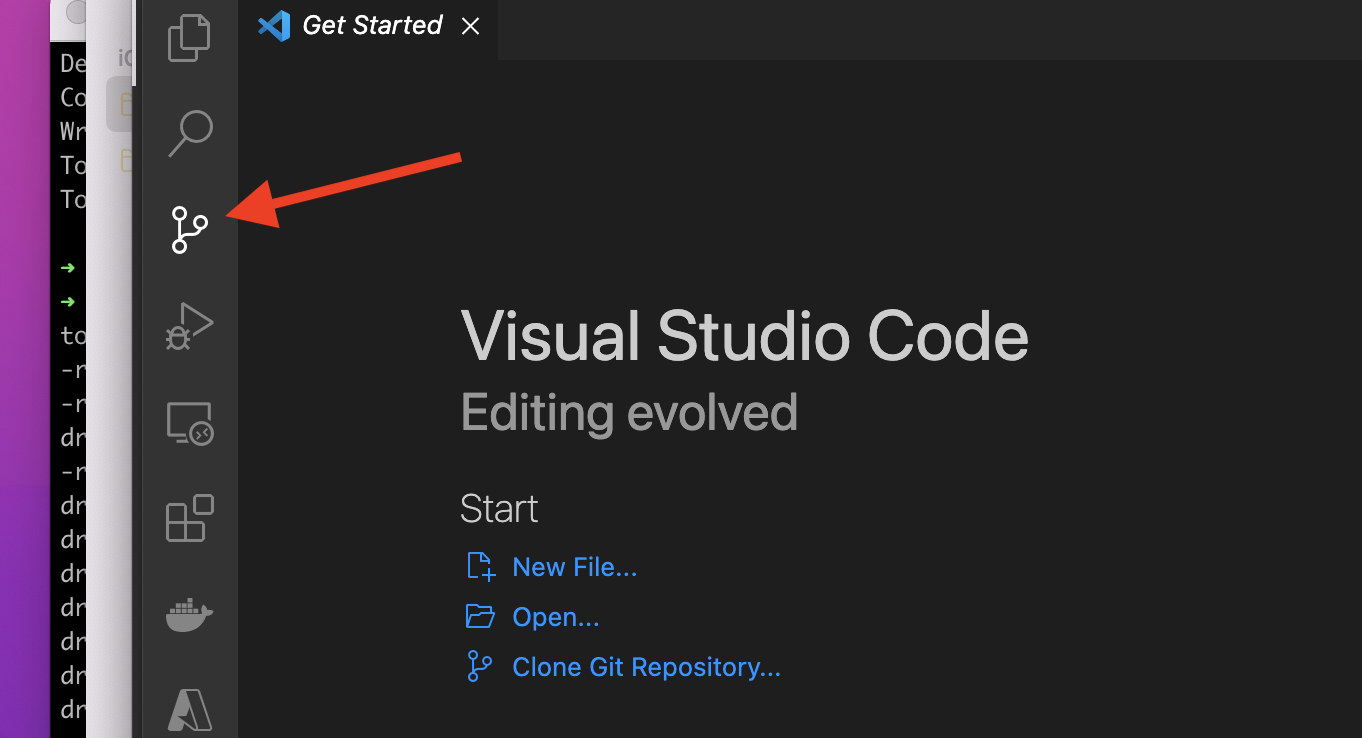 Get Started
De
Co
Wr
To
To
to
-r
-r
dr
-r
dr
dr
dr
dr
dr
dr
dr
Visual Studio Code
Editing evolved
Start
New File...
Open...
Clone Git Repository...